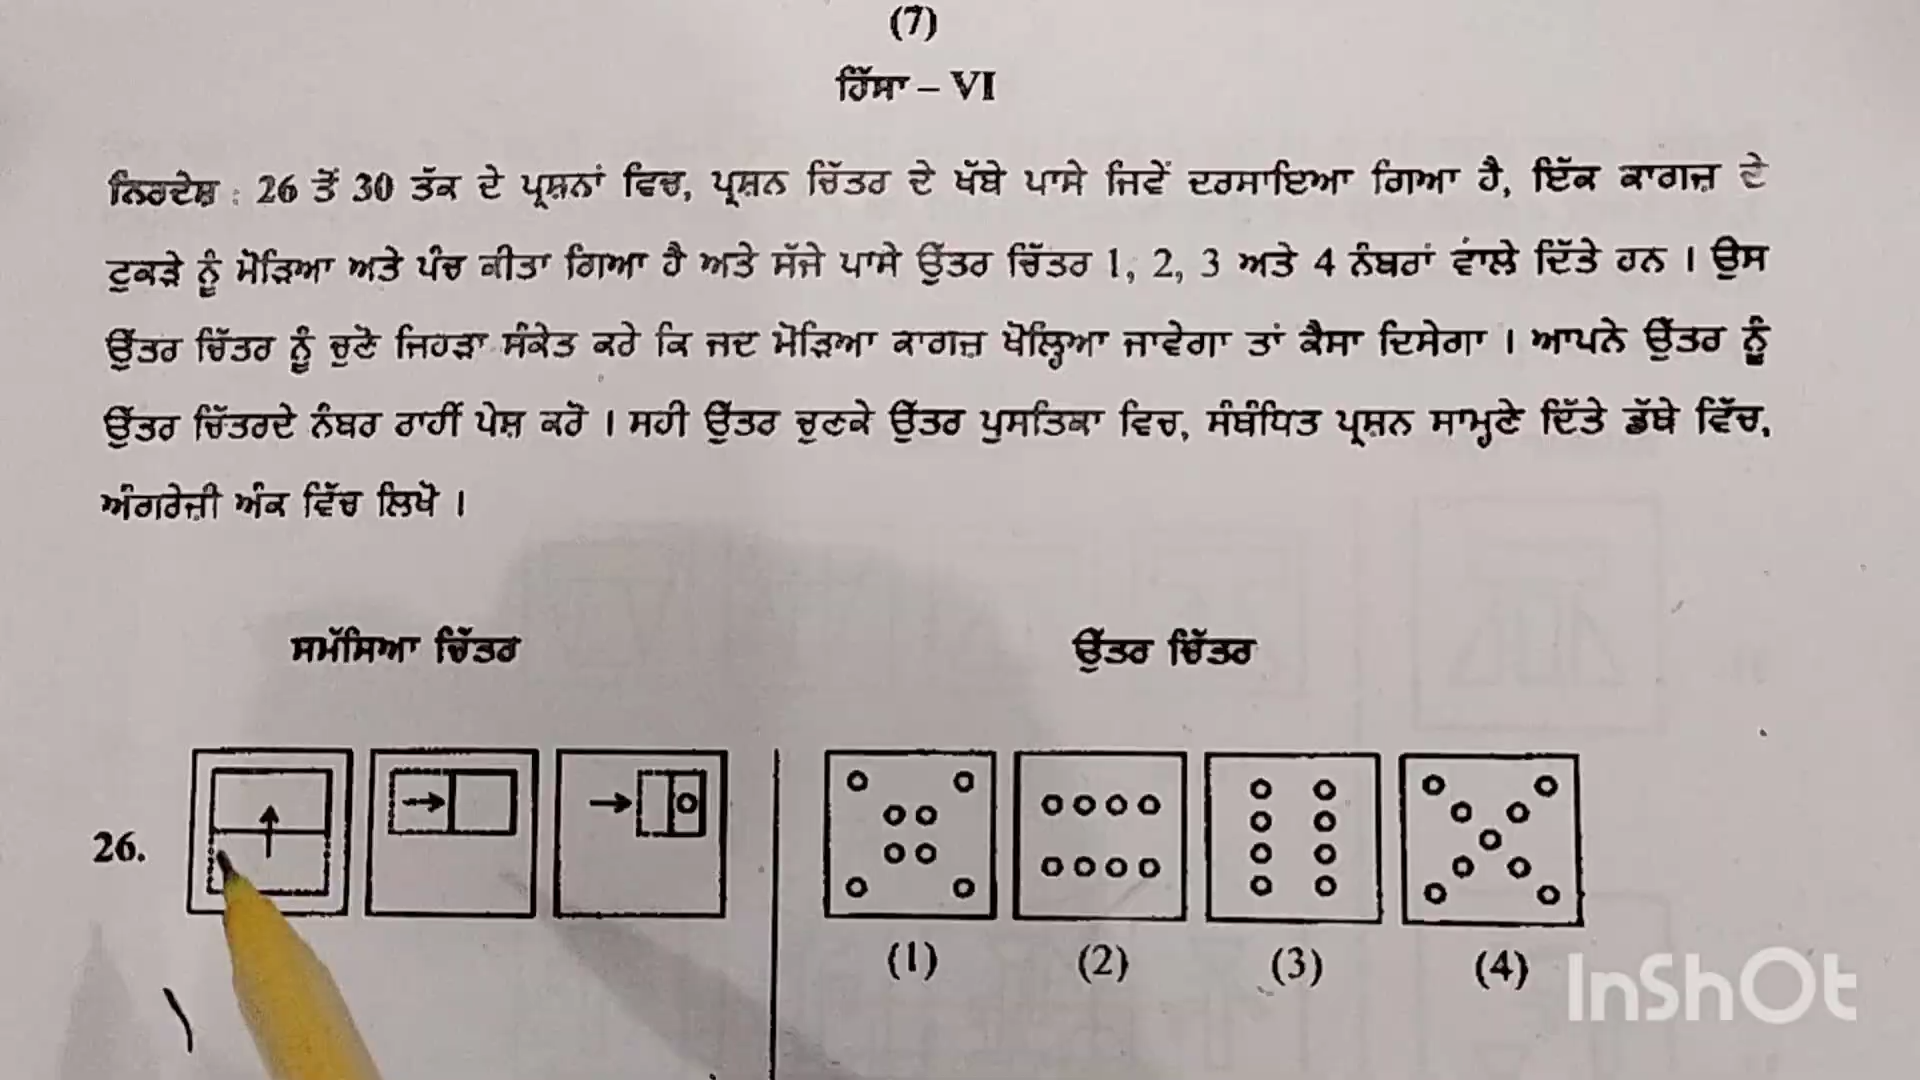 (7)
ਹਿੱਸਾ – VI
ਨਿਰਦੇਸ਼ : 26 ਤੋਂ 30 ਤੱਕ ਦੇ ਪ੍ਰਸ਼ਨਾਂ ਵਿਚ, ਪ੍ਰਸ਼ਨ ਚਿੱਤਰ ਦੇ ਖੱਬੇ ਪਾਸੇ ਜਿਵੇਂ ਦਰਸਾਇਆ ਗਿਆ ਹੈ, ਇੱਕ ਕਾਗਜ਼ ਦੇ
ਟੁਕੜੇ ਨੂੰ ਮੋੜਿਆ ਅਤੇ ਪੰਚ ਕੀਤਾ ਗਿਆ ਹੈ ਅਤੇ ਸੱਜੇ ਪਾਸੇ ਉੱਤਰ ਚਿੱਤਰ 1, 2, 3 ਅਤੇ 4 ਨੰਬਰਾਂ ਵਾਲੇ ਦਿੱਤੇ ਹਨ । ਉਸ
ਉੱਤਰ ਚਿੱਤਰ ਨੂੰ ਚੁਣੋ ਜਿਹੜਾ ਸੰਕੇਤ ਕਰੇ ਕਿ ਜਦ ਮੋੜਿਆ ਕਾਗਜ਼ ਖੋਲ੍ਹਿਆ ਜਾਵੇਗਾ ਤਾਂ ਕੈਸਾ ਦਿਸੇਗਾ । ਆਪਨੇ ਉੱਤਰ ਨੂੰ
ਉੱਤਰ ਚਿੱਤਰਦੇ ਨੰਬਰ ਰਾਹੀਂ ਪੇਸ਼ ਕਰੋ । ਸਹੀ ਉੱਤਰ ਚੁਣਕੇ ਉੱਤਰ ਪੁਸਤਿਕਾ ਵਿਚ, ਸੰਬੰਧਿਤ ਪ੍ਰਸ਼ਨ ਸਾਮ੍ਹਣੇ ਦਿੱਤੇ ਡੱਬੇ ਵਿੱਚ,
ਅੰਗਰੇਜ਼ੀ ਅੰਕ ਵਿੱਚ ਲਿਖੋ ।
ਸਮੱਸਿਆ ਚਿੱਤਰ ਉੱਤਰ ਚਿੱਤਰ
26.
(1) (2) (3) (4)
InShOt